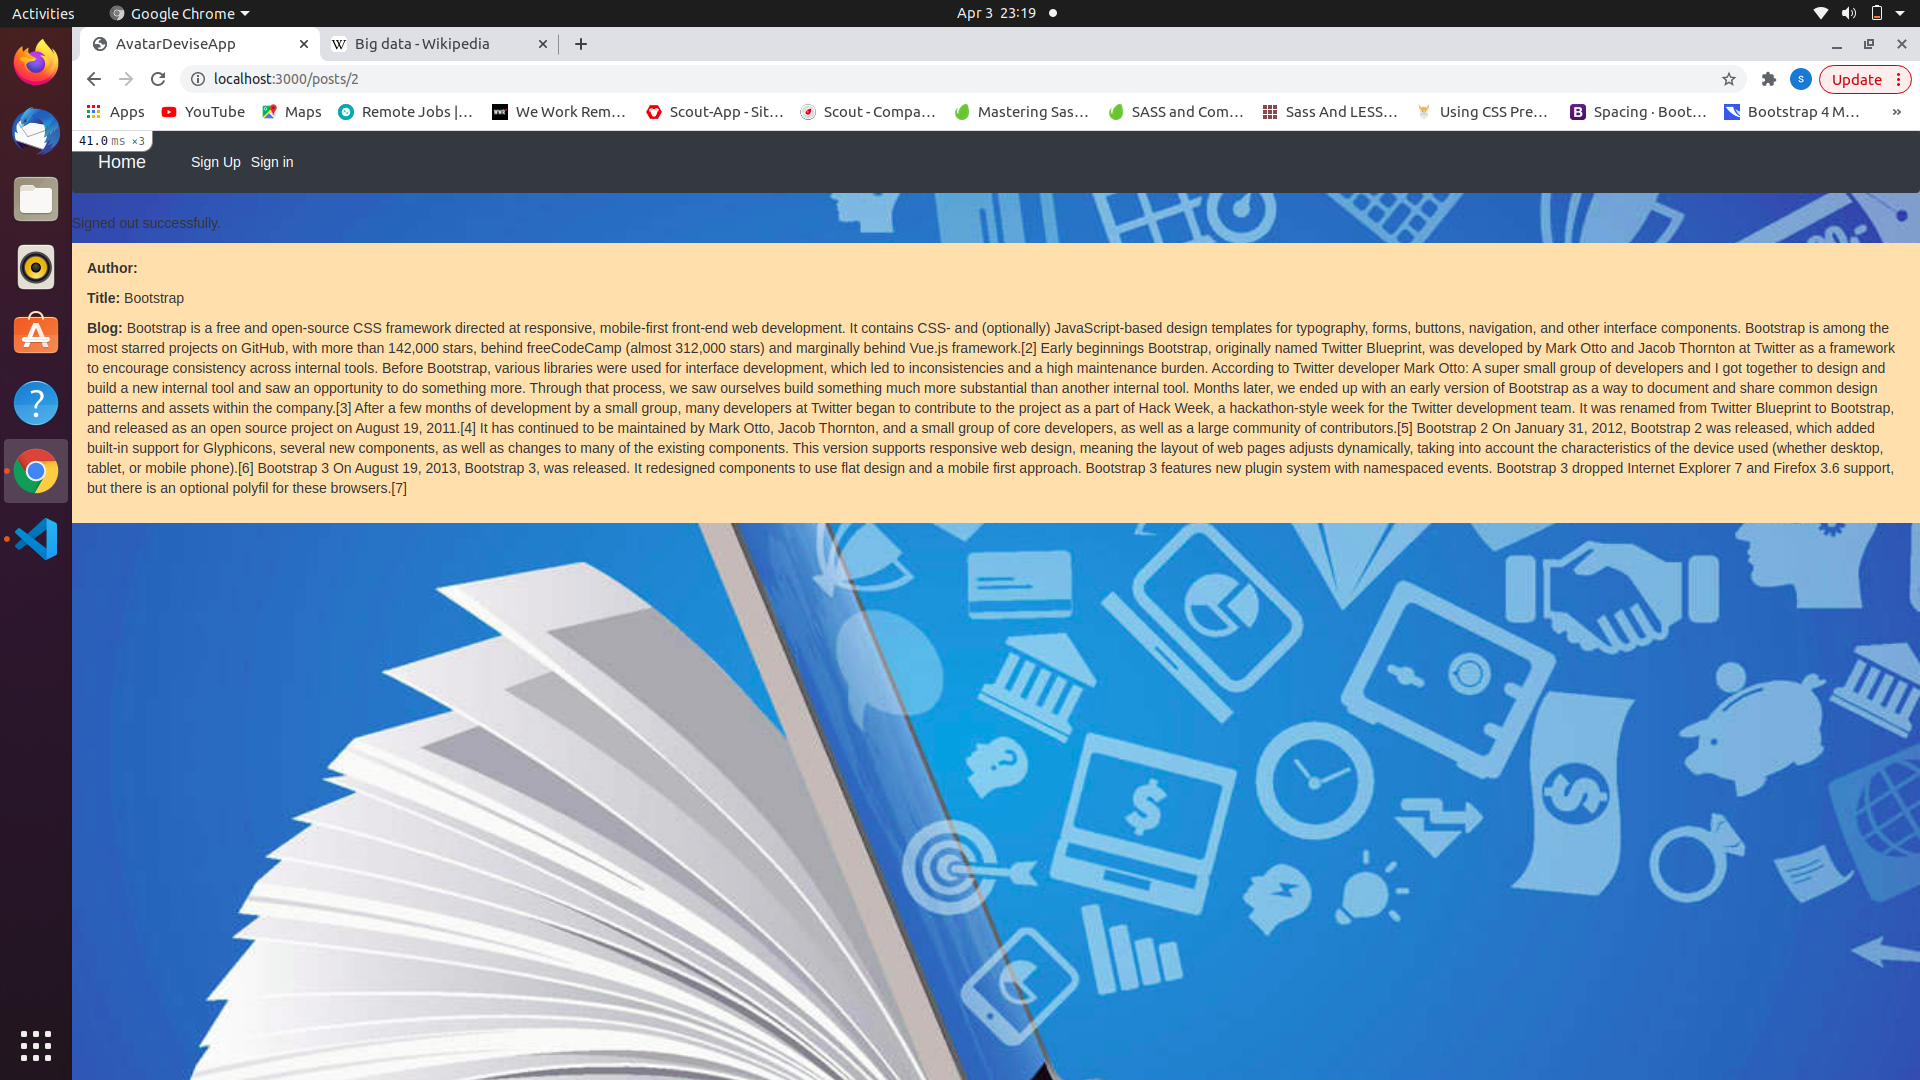 Activities Google Chrome Apr 3 23:19
AvatarDeviseApp W Big data - Wikipedia
localhost:3000/posts/2 S Update
Apps YouTube Maps Remote Jobs |... We Work Rem... Scout-App - Sit... Scout - Compa... Mastering Sas... SASS and Com... Sass And LESS... Using CSS Pre... B Spacing · Boot... Bootstrap 4 M... »
41.0 ms ×3
Home Sign Up Sign in
Signed out successfully.
Author:
Title: Bootstrap
Blog: Bootstrap is a free and open-source CSS framework directed at responsive, mobile-first front-end web development. It contains CSS- and (optionally) JavaScript-based design templates for typography, forms, buttons, navigation, and other interface components. Bootstrap is among the
most starred projects on GitHub, with more than 142,000 stars, behind freeCodeCamp (almost 312,000 stars) and marginally behind Vue.js framework.[2] Early beginnings Bootstrap, originally named Twitter Blueprint, was developed by Mark Otto and Jacob Thornton at Twitter as a framework
to encourage consistency across internal tools. Before Bootstrap, various libraries were used for interface development, which led to inconsistencies and a high maintenance burden. According to Twitter developer Mark Otto: A super small group of developers and I got together to design and
build a new internal tool and saw an opportunity to do something more. Through that process, we saw ourselves build something much more substantial than another internal tool. Months later, we ended up with an early version of Bootstrap as a way to document and share common design
patterns and assets within the company.[3] After a few months of development by a small group, many developers at Twitter began to contribute to the project as a part of Hack Week, a hackathon-style week for the Twitter development team. It was renamed from Twitter Blueprint to Bootstrap,
and released as an open source project on August 19, 2011.[4] It has continued to be maintained by Mark Otto, Jacob Thornton, and a small group of core developers, as well as a large community of contributors.[5] Bootstrap 2 On January 31, 2012, Bootstrap 2 was released, which added
built-in support for Glyphicons, several new components, as well as changes to many of the existing components. This version supports responsive web design, meaning the layout of web pages adjusts dynamically, taking into account the characteristics of the device used (whether desktop,
tablet, or mobile phone).[6] Bootstrap 3 On August 19, 2013, Bootstrap 3, was released. It redesigned components to use flat design and a mobile first approach. Bootstrap 3 features new plugin system with namespaced events. Bootstrap 3 dropped Internet Explorer 7 and Firefox 3.6 support,
but there is an optional polyfil for these browsers.[7]